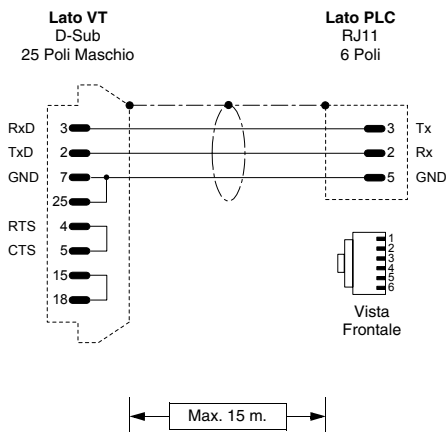 Lato VT
D-Sub
25 Poli Maschio
Lato PLC
RJ11
6 Poli
RxD 3 3 Tx
TxD 2 2 Rx
GND 7 5 GND
25
RTS 4
CTS 5
15
18
1
2
3
4
5
6
Vista
Frontale
Max. 15 m.